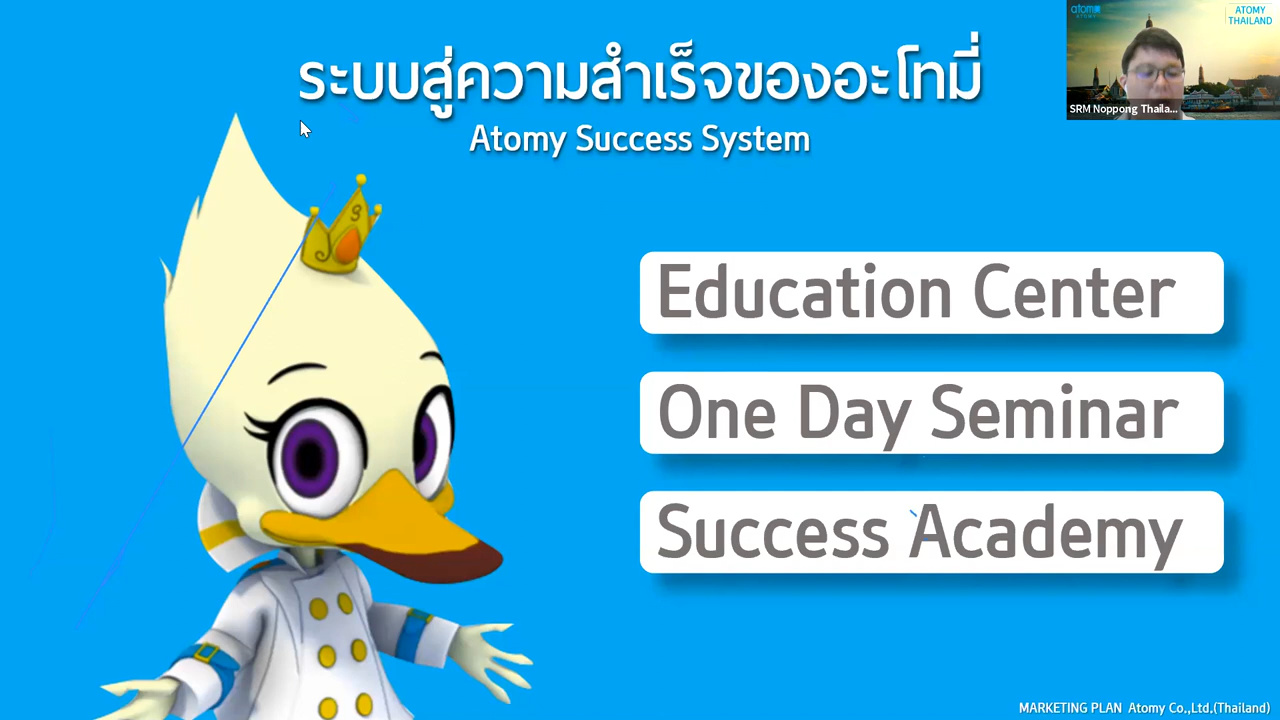 ระบบสู่ความสำเร็จของอะโทมี่
Atomy Success System
ATOMY
THAILAND
SRM Noppong Thaila...
Education Center
One Day Seminar
Success Academy
MARKETING PLAN Atomy Co.,Ltd.(Thailand)